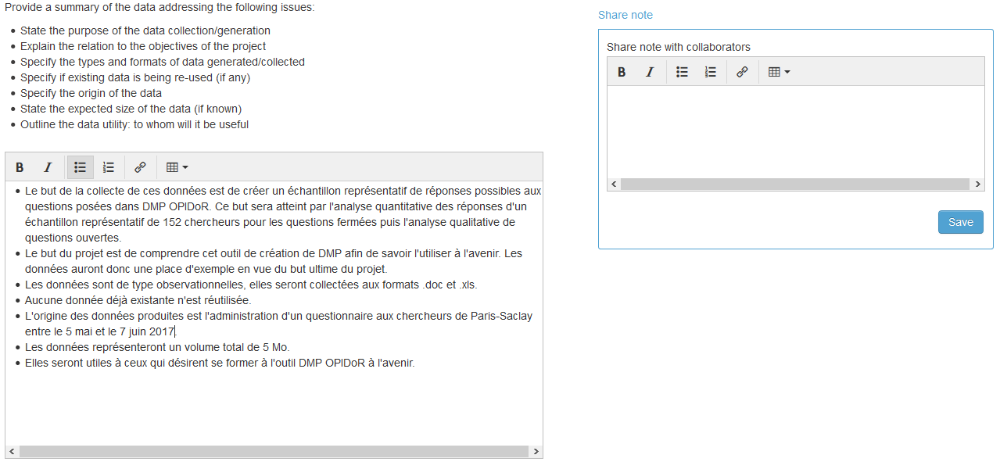 Provide a summary of the data addressing the following issues:
• State the purpose of the data collection/generation
• Explain the relation to the objectives of the project
• Specify the types and formats of data generated/collected
• Specify if existing data is being re-used (if any)
• Specify the origin of the data
• State the expected size of the data (if known)
• Outline the data utility: to whom will it be useful
B I
• Le but de la collecte de ces données est de créer un échantillon représentatif de réponses possibles aux
questions posées dans DMP OPIDoR. Ce but sera atteint par l'analyse quantitative des réponses d'un
échantillon représentatif de 152 chercheurs pour les questions fermées puis l'analyse qualitative de
questions ouvertes.
• Le but du projet est de comprendre cet outil de création de DMP afin de savoir l'utiliser à l'avenir. Les
données auront donc une place d'exemple en vue du but ultime du projet.
• Les données sont de type observationnelles, elles seront collectées aux formats .doc et .xls.
• Aucune donnée déjà existante n'est réutilisée.
• L'origine des données produites est l'administration d'un questionnaire aux chercheurs de Paris-Saclay
entre le 5 mai et le 7 juin 2017.
• Les données représenteront un volume total de 5 Mo.
• Elles seront utiles à ceux qui désirent se former à l'outil DMP OPIDoR à l'avenir.
Share note
Share note with collaborators
B I
Save